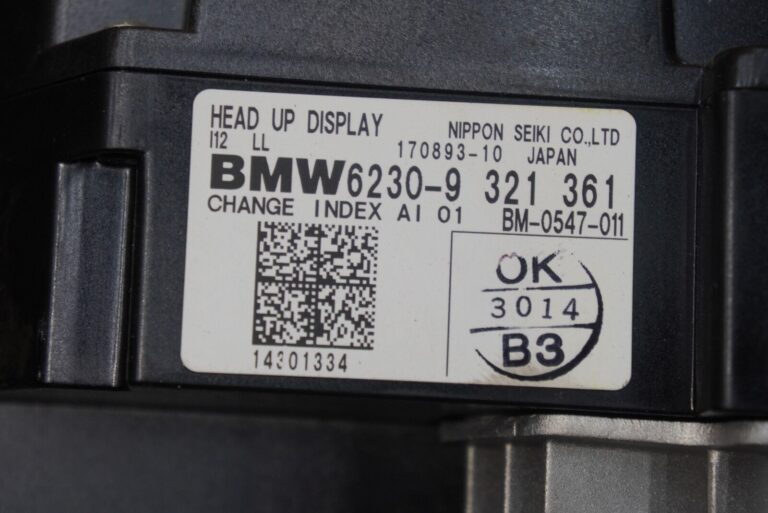 HEAD UP DISPLAY NIPPON SEIKI CO.,LTD
I12 LL 170893-10 JAPAN
BMW 6230-9 321 361
CHANGE INDEX AI 01 BM-0547-011
OK
3014
B3
14301334